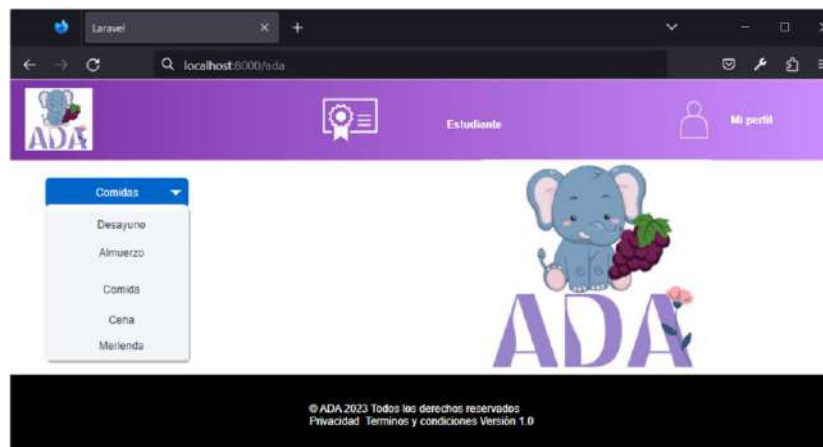 Laravel
localhost:8000/ada
ADA
Estudiante
Mi perfil
Comidas
Desayuno
Almuerzo
Comida
Cena
Merienda
ADA
© ADA 2023 Todos los derechos reservados
Privacidad Terminos y condiciones Versión 1.0